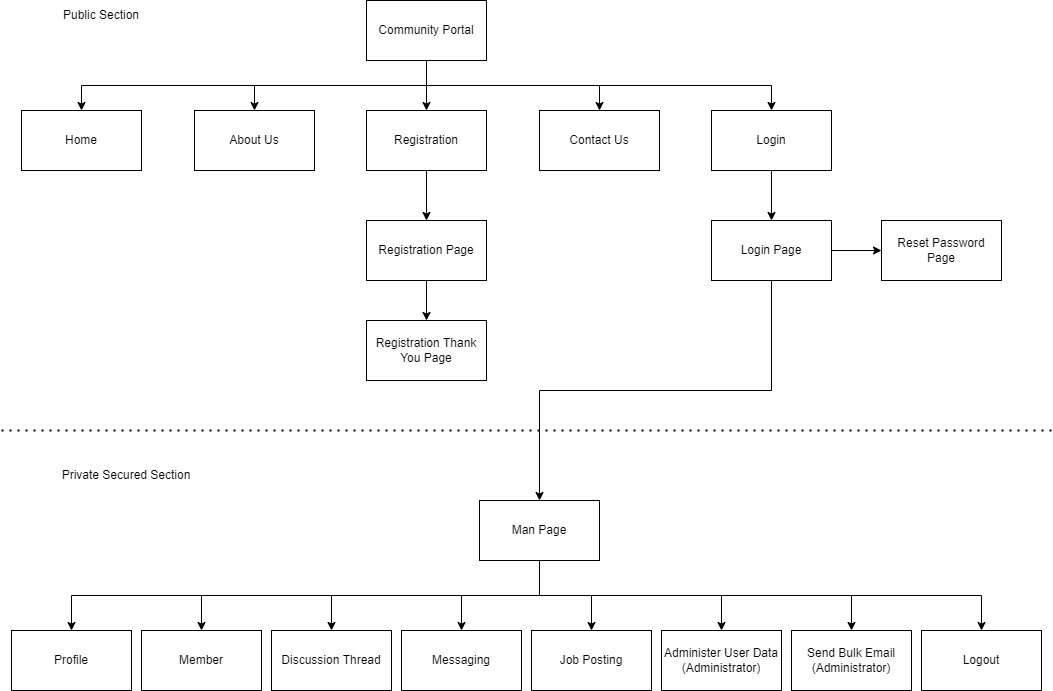 Public Section
Community Portal
Home
About Us
Registration
Contact Us
Login
Registration Page
Login Page
Reset Password
Page
Registration Thank
You Page
Private Secured Section
Man Page
Profile
Member
Discussion Thread
Messaging
Job Posting
Administer User Data
(Administrator)
Send Bulk Email
(Administrator)
Logout